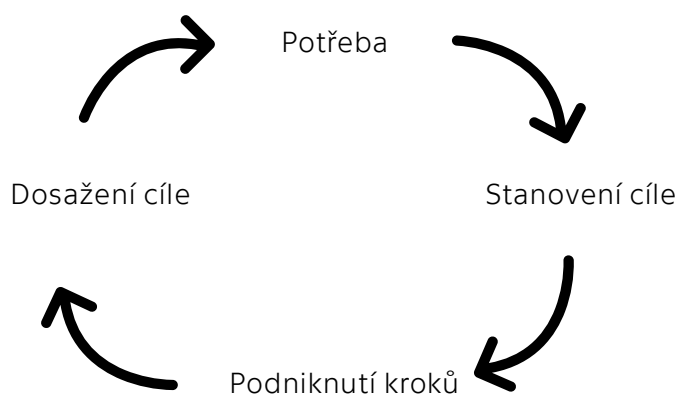 Potřeba
Dosažení cíle
Stanovení cíle
Podniknutí kroků